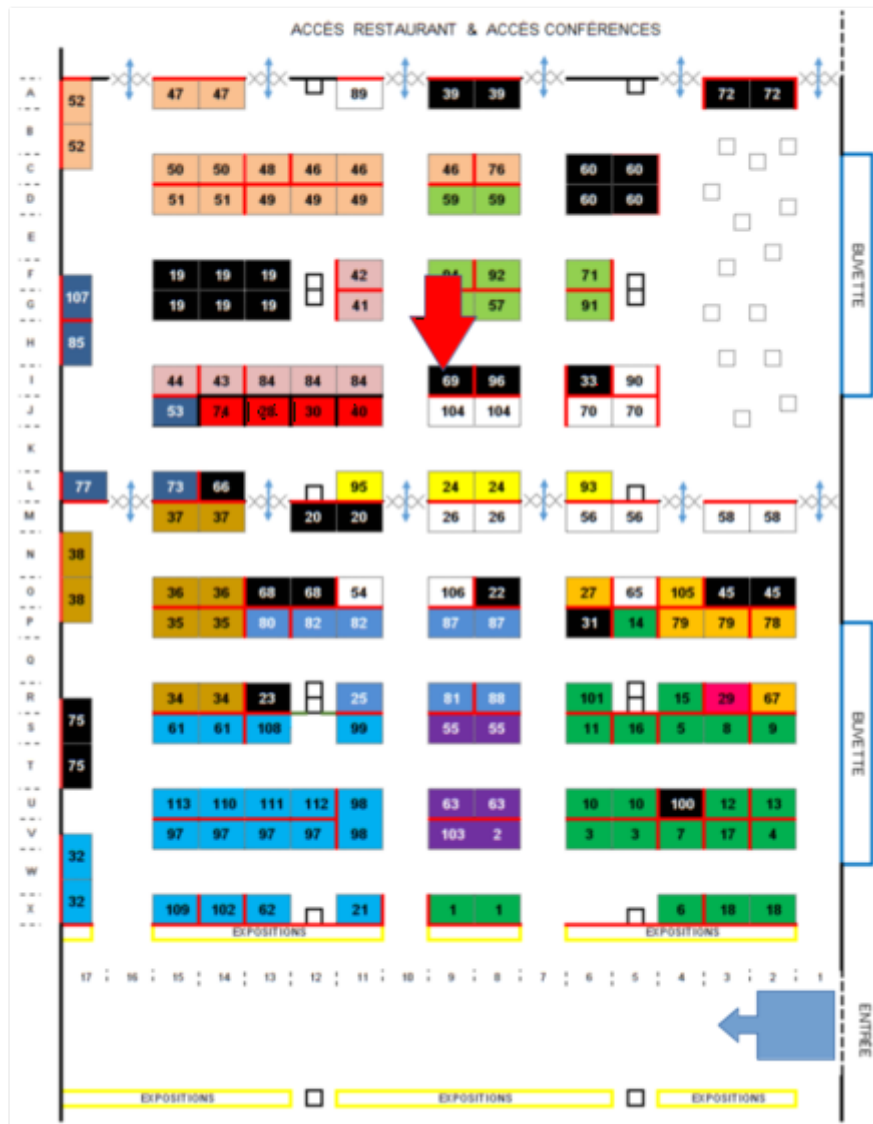 ACCÈS RESTAURANT & ACCÈS CONFÉRENCES
A 52 47 47 89 39 39 72 72
B 52
C 50 50 48 46 46 46 76 60 60
D 51 51 49 49 49 59 59 60 60
E
BUVETTE
F 19 19 19 42 92 71
G 107 19 19 19 41 57 91
H 85
I 44 43 84 84 84 69 96 33 90
J 53 30 40 104 104 70 70
K
L 77 73 66 95 24 24 93
M 37 37 20 20 26 26 56 56 58 58
N 38
O 38 36 36 68 68 54 106 22 27 65 105 45 45
P 35 35 80 82 82 87 87 31 14 79 79 78
Q
R 34 34 23 25 81 88 101 15 29 67
S 75 61 61 108 99 55 55 11 16 5 8 9
BUVETTE
T 75
U 113 110 111 112 98 63 63 10 10 100 12 13
V 97 97 97 97 98 103 2 3 3 7 17 4
W 32
X 32 109 102 62 21 1 1 6 18 18
EXPOSITIONS EXPOSITIONS
17 16 15 14 13 12 11 10 9 8 7 6 5 4 3 2 1
ENTRÉE
EXPOSITIONS EXPOSITIONS EXPOSITIONS